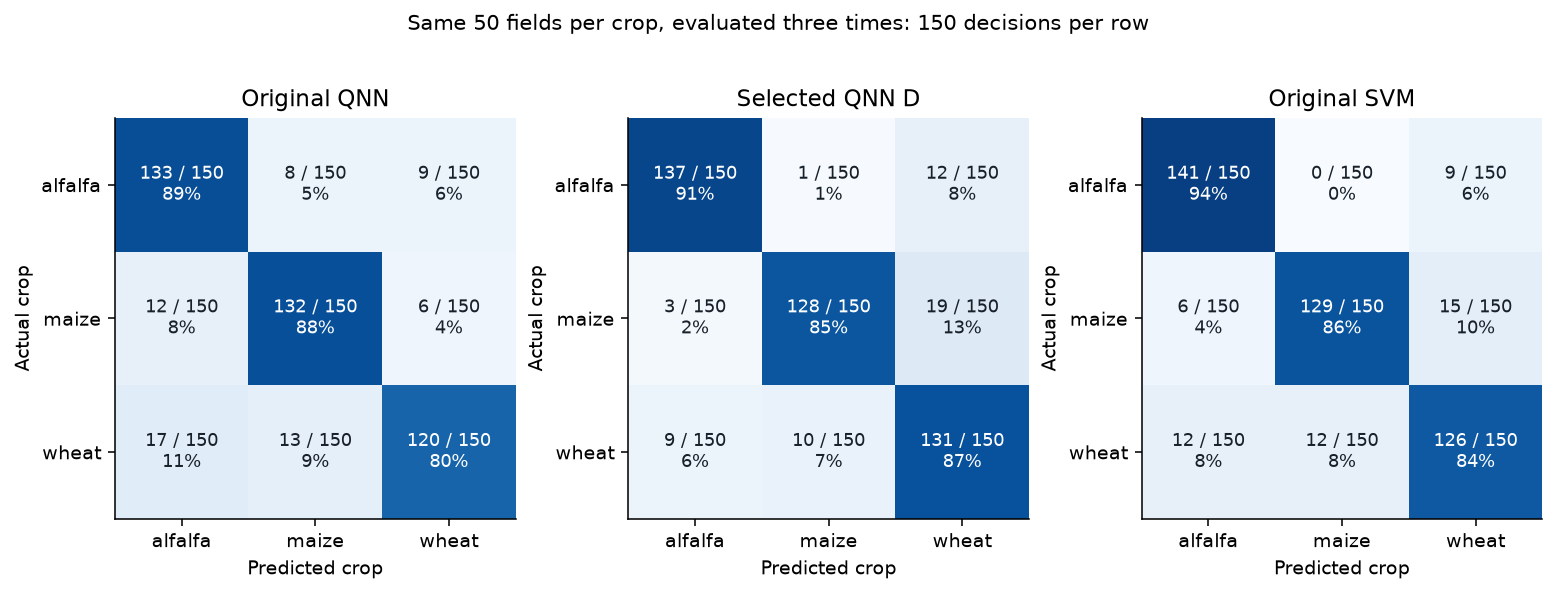 Same 50 fields per crop, evaluated three times: 150 decisions per row
Original QNN
Actual crop
alfalfa
133 / 150
89%
8 / 150
5%
9 / 150
6%
maize
12 / 150
8%
132 / 150
88%
6 / 150
4%
wheat
17 / 150
11%
13 / 150
9%
120 / 150
80%
alfalfa
maize
wheat
Predicted crop
Selected QNN D
Actual crop
alfalfa
137 / 150
91%
1 / 150
1%
12 / 150
8%
maize
3 / 150
2%
128 / 150
85%
19 / 150
13%
wheat
9 / 150
6%
10 / 150
7%
131 / 150
87%
alfalfa
maize
wheat
Predicted crop
Original SVM
Actual crop
alfalfa
141 / 150
94%
0 / 150
0%
9 / 150
6%
maize
6 / 150
4%
129 / 150
86%
15 / 150
10%
wheat
12 / 150
8%
12 / 150
8%
126 / 150
84%
alfalfa
maize
wheat
Predicted crop